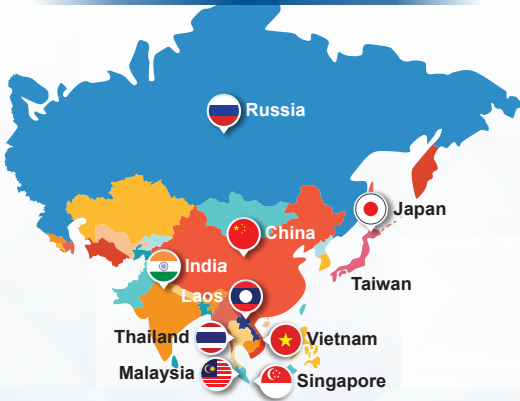 Russia
Japan
China
India
Taiwan
Laos
Thailand
Vietnam
Malaysia
Singapore